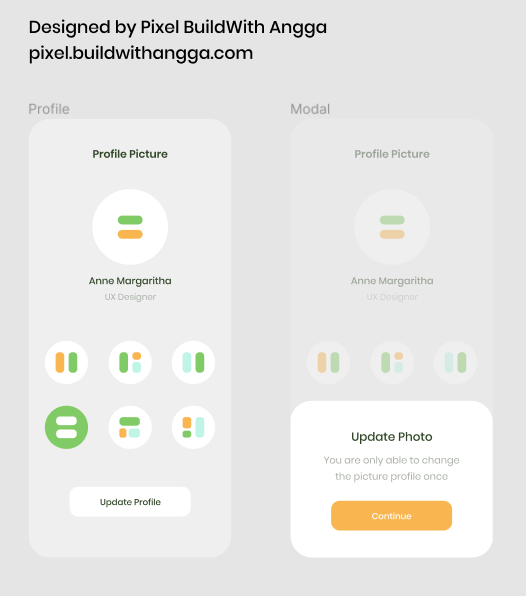 Designed by Pixel BuildWith Angga
pixel.buildwithangga.com
Profile
Profile Picture
Anne Margaritha
UX Designer
Update Profile
Modal
Profile Picture
Anne Margaritha
UX Designer
Update Photo
You are only able to change
the picture profile once
Continue